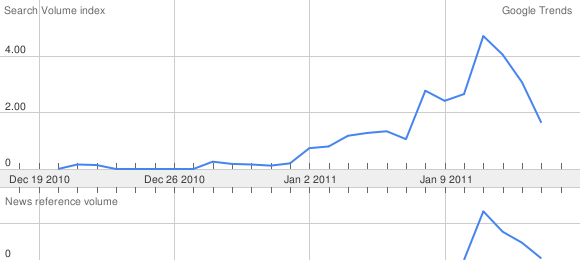 Search Volume index Google Trends
4.00
2.00
0
Dec 19 2010 Dec 26 2010 Jan 2 2011 Jan 9 2011
News reference volume
0